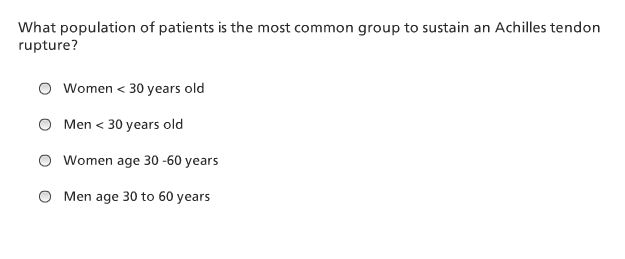 What population of patients is the most common group to sustain an Achilles tendon
rupture?
Women < 30 years old
Men < 30 years old
Women age 30 -60 years
Men age 30 to 60 years